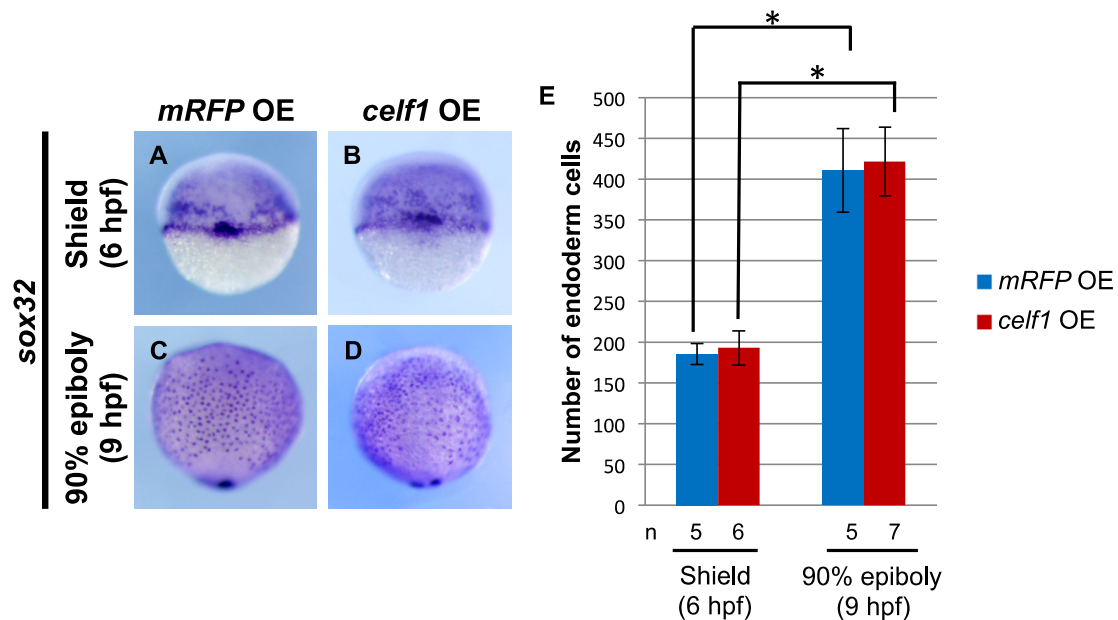 mRFP OE
celf1 OE
sox32
Shield
(6 hpf)
90% epiboly
(9 hpf)
A
B
C
D
E
*
*
Number of endoderm cells
500
450
400
350
300
250
200
150
100
50
0
n 5 6 5 7
Shield
(6 hpf)
90% epiboly
(9 hpf)
mRFP OE
celf1 OE